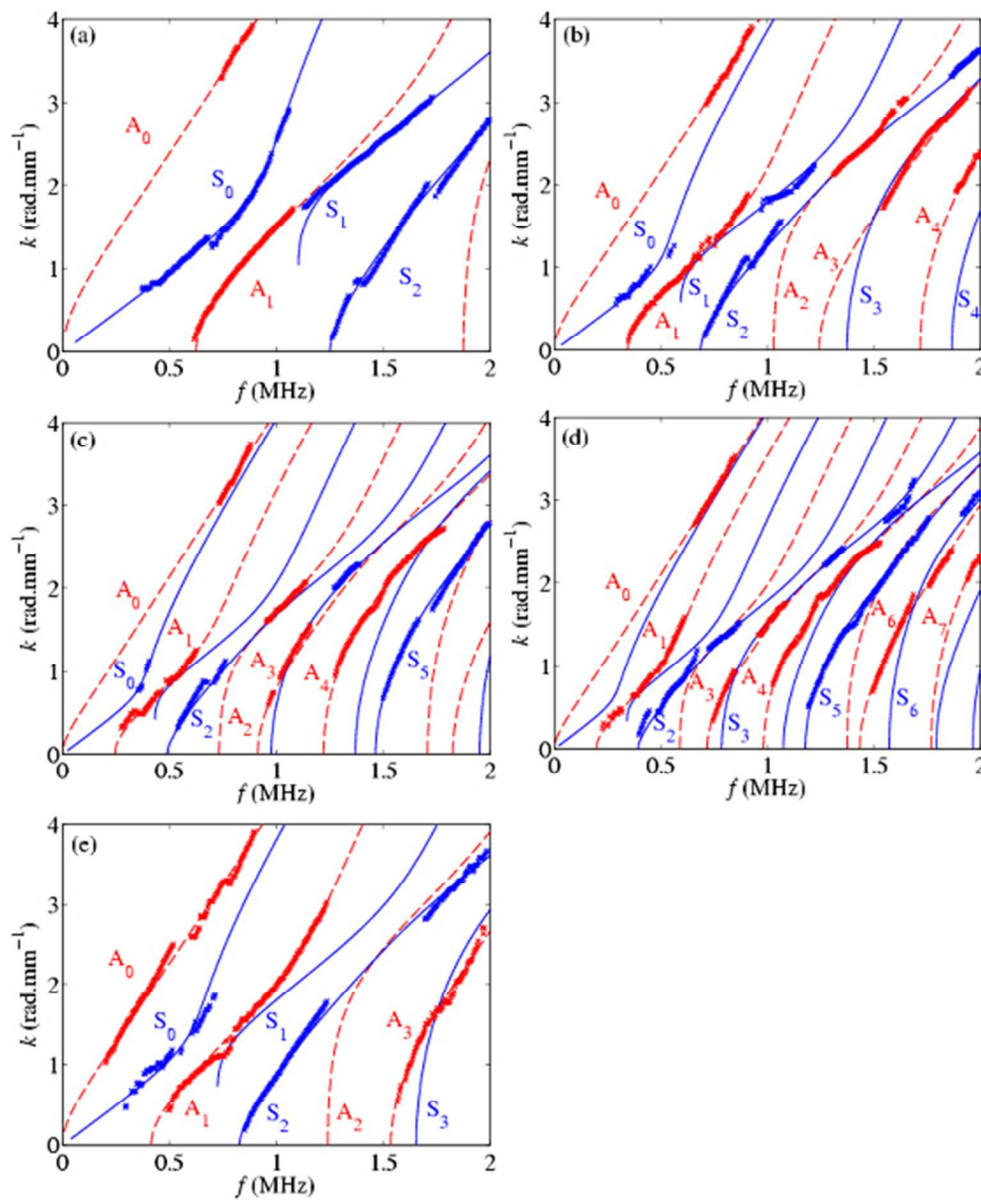 (a)
4
3
2
1
0
k (rad.mm⁻¹)
A₀
S₀
S₁
A₁
S₂
0 0.5 1 1.5 2
f (MHz)
(b)
4
3
2
1
0
k (rad.mm⁻¹)
A₀
S₀
A₄
A₃
S₁
A₂
S₃
A₁
S₂
S₄
0 0.5 1 1.5 2
f (MHz)
(c)
4
3
2
1
0
k (rad.mm⁻¹)
A₀
A₁
A₃
S₅
S₀
A₄
S₂
A₂
0 0.5 1 1.5 2
f (MHz)
(d)
4
3
2
1
0
k (rad.mm⁻¹)
A₀
A₁
A₆
A₇
A₃
A₄
S₂
S₃
S₅
S₆
0 0.5 1 1.5 2
f (MHz)
(e)
4
3
2
1
0
k (rad.mm⁻¹)
A₀
S₀
S₁
A₃
A₁
S₂
A₂
S₃
0 0.5 1 1.5 2
f (MHz)